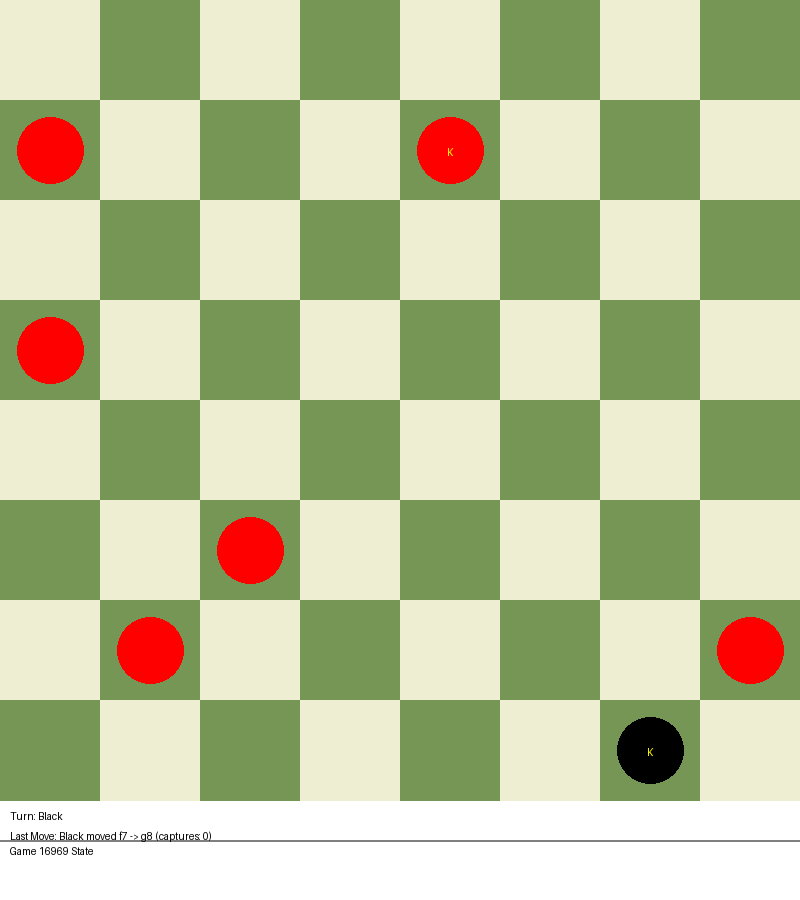 K
K
Turn: Black
Last Move: Black moved f7 -> g8 (captures: 0)
Game 16969 State